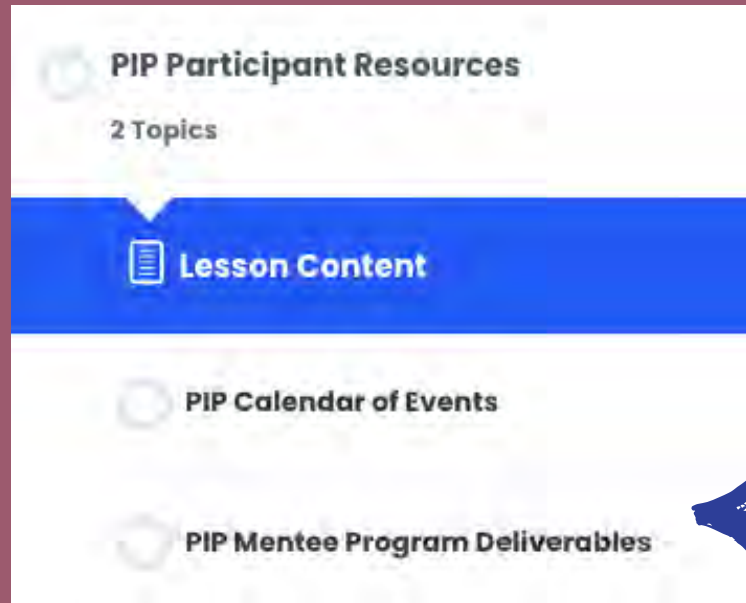 PIP Participant Resources
2 Topics
Lesson Content
PIP Calendar of Events
PIP Mentee Program Deliverables